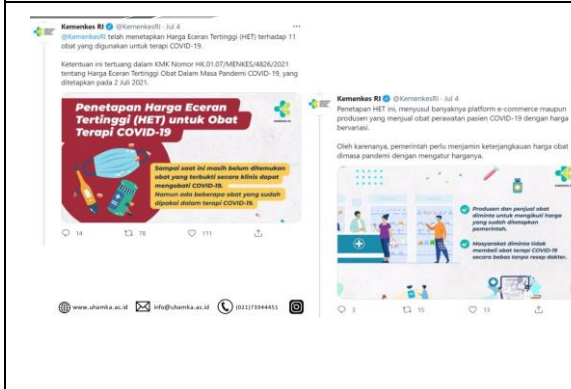 Kemenkes RI @KemenkesRI · Jul 4
@KemenkesRI telah menetapkan Harga Eceran Tertinggi (HET) terhadap 11
obat yang digunakan untuk terapi COVID-19.
Ketentuan ini tertuang dalam KMK Nomor HK.01.07/MENKES/4826/2021
tentang Harga Eceran Tertinggi Obat Dalam Masa Pandemi COVID-19, yang
ditetapkan pada 2 Juli 2021.
Penetapan Harga Eceran
Tertinggi (HET) untuk Obat
Terapi COVID-19
Sampai saat ini masih belum ditemukan
obat yang terbukti secara klinis dapat
mengobati COVID-19.
Namun ada beberapa obat yang sudah
dipakai dalam terapi COVID-19.
14 78 111
Kemenkes RI @KemenkesRI · Jul 4
Penetapan HET ini, menyusul banyaknya platform e-commerce maupun
produsen yang menjual obat perawatan pasien COVID-19 dengan harga
bervariasi.
Oleh karenanya, pemerintah perlu menjamin keterjangkauan harga obat
dimasa pandemi dengan mengatur harganya.
Produsen dan penjual obat
diminta untuk mengikuti harga
yang sudah ditetapkan
pemerintah.
Masyarakat diminta tidak
membeli obat terapi COVID-19
secara bebas tanpa resep dokter.
3 15 13
www.uhamka.ac.id info@uhamka.ac.id (021)73944451